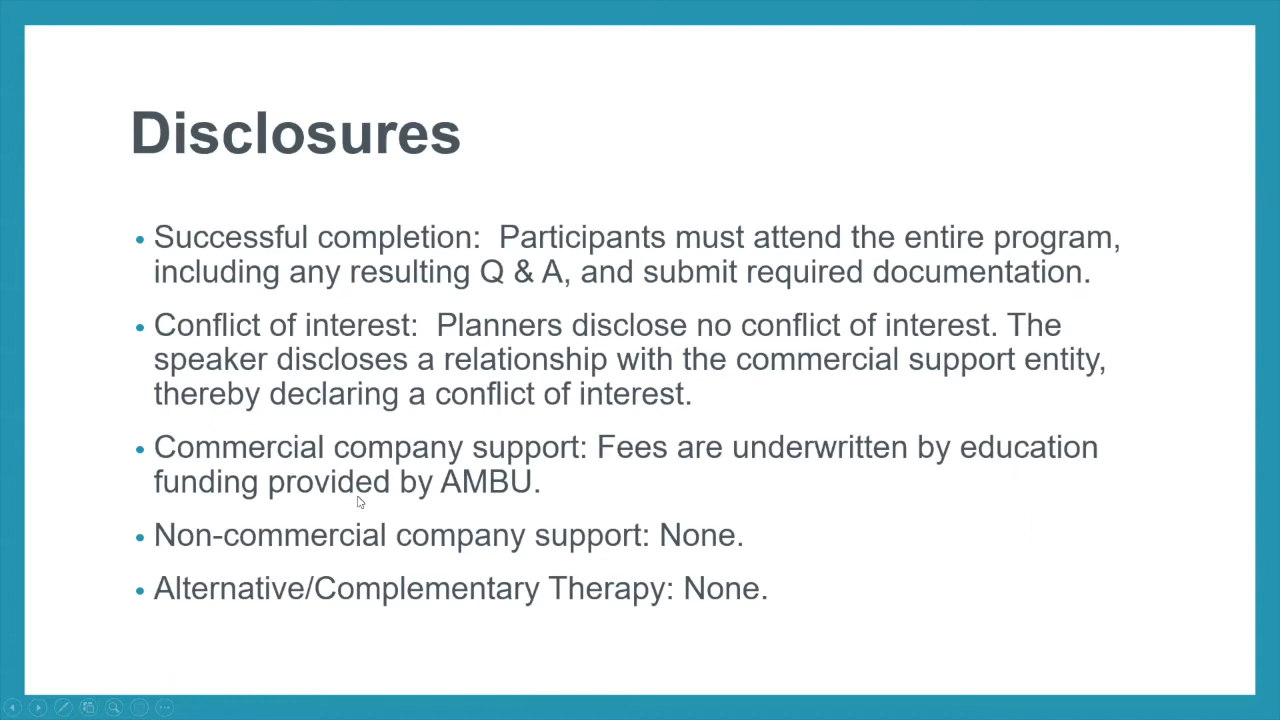 Disclosures
• Successful completion:  Participants must attend the entire program,
including any resulting Q & A, and submit required documentation.
• Conflict of interest:  Planners disclose no conflict of interest. The
speaker discloses a relationship with the commercial support entity,
thereby declaring a conflict of interest.
• Commercial company support: Fees are underwritten by education
funding provided by AMBU.
• Non-commercial company support: None.
• Alternative/Complementary Therapy: None.